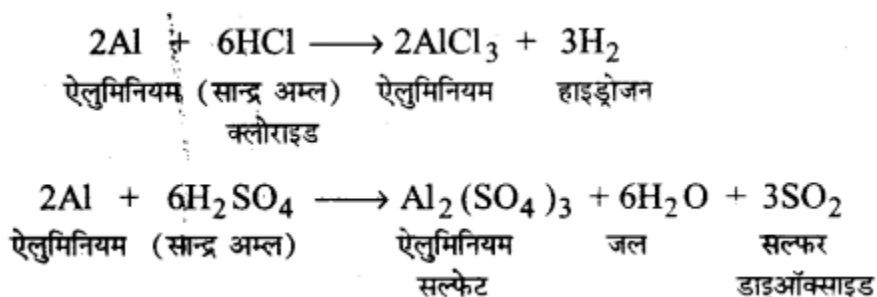 2Al + 6HCl ⟶ 2AlCl₃ + 3H₂
ऐलुमिनियम (सान्द्र अम्ल) ऐलुमिनियम हाइड्रोजन
क्लोराइड
2Al + 6H₂SO₄ ⟶ Al₂(SO₄)₃ + 6H₂O + 3SO₂
ऐलुमिनियम (सान्द्र अम्ल) ऐलुमिनियम जल सल्फर
सल्फेट डाइऑक्साइड